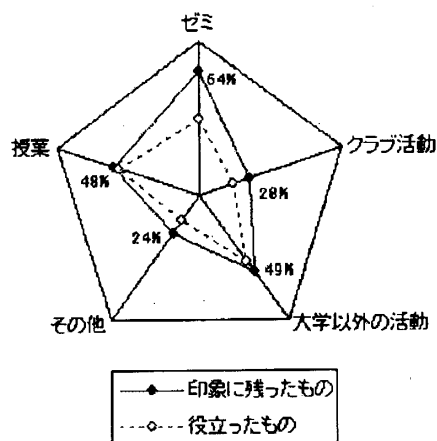 ゼミ
64%
クラブ活動
28%
授業
48%
24%
49%
その他
大学以外の活動
印象に残ったもの
役立ったもの